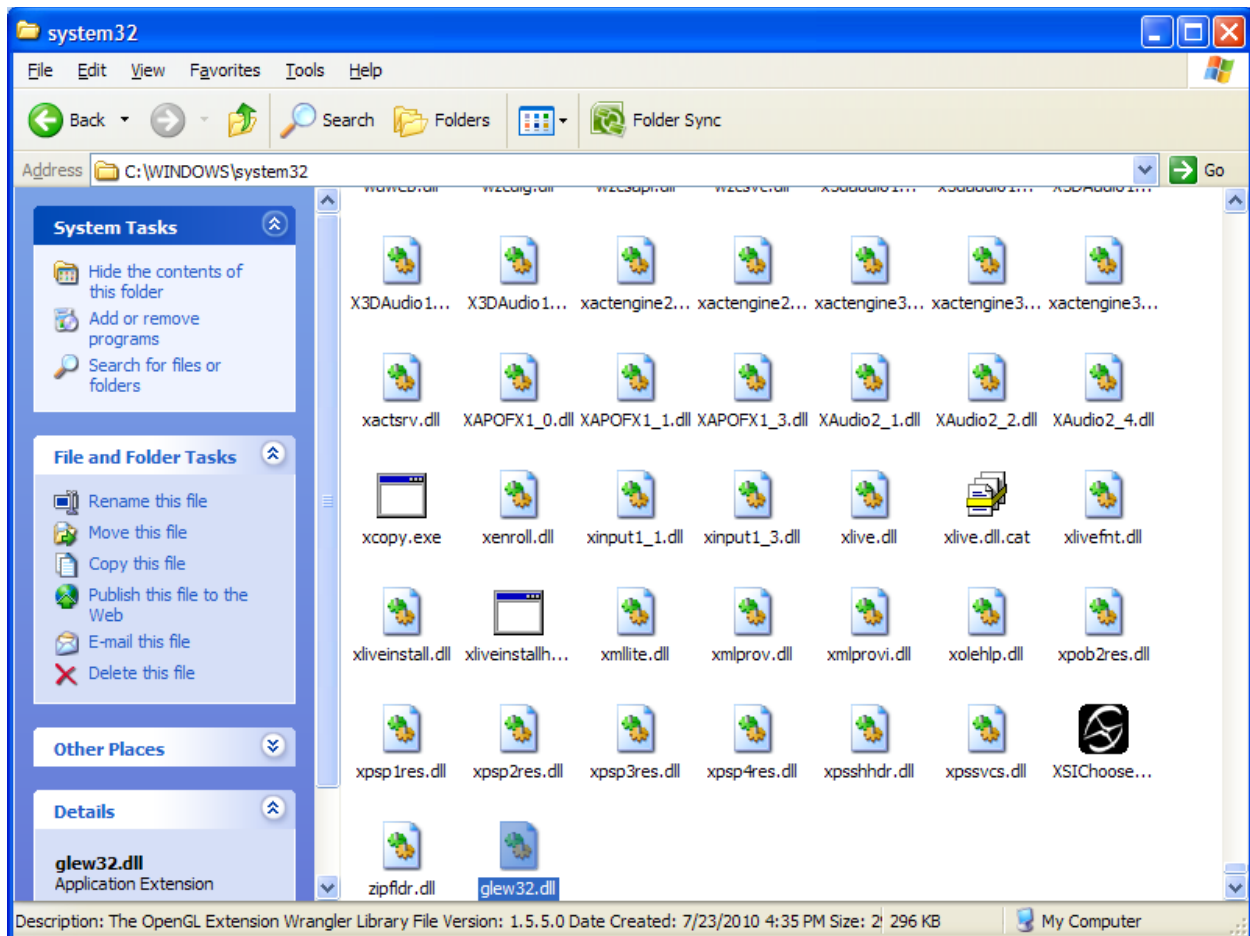 system32
File Edit View Favorites Tools Help
Back Search Folders Folder Sync
Address C:\WINDOWS\system32 Go
System Tasks
Hide the contents of
this folder
Add or remove
programs
Search for files or
folders
File and Folder Tasks
Rename this file
Move this file
Copy this file
Publish this file to the
Web
E-mail this file
Delete this file
Other Places
Details
glew32.dll
Application Extension
X3DAudio1... X3DAudio1... xactengine2... xactengine2... xactengine3... xactengine3... xactengine3...
xactsrv.dll XAPOFX1_0.dll XAPOFX1_1.dll XAPOFX1_3.dll XAudio2_1.dll XAudio2_2.dll XAudio2_4.dll
xcopy.exe xenroll.dll xinput1_1.dll xinput1_3.dll xlive.dll xlive.dll.cat xlivefnt.dll
xliveinstall.dll xliveinstallh... xmllite.dll xmlprov.dll xmlprovi.dll xolehlp.dll xpob2res.dll
xpsp1res.dll xpsp2res.dll xpsp3res.dll xpsp4res.dll xpsshhdr.dll xpssvcs.dll XSIChoose...
zipfldr.dll glew32.dll
Description: The OpenGL Extension Wrangler Library File Version: 1.5.5.0 Date Created: 7/23/2010 4:35 PM Size: 2 296 KB My Computer